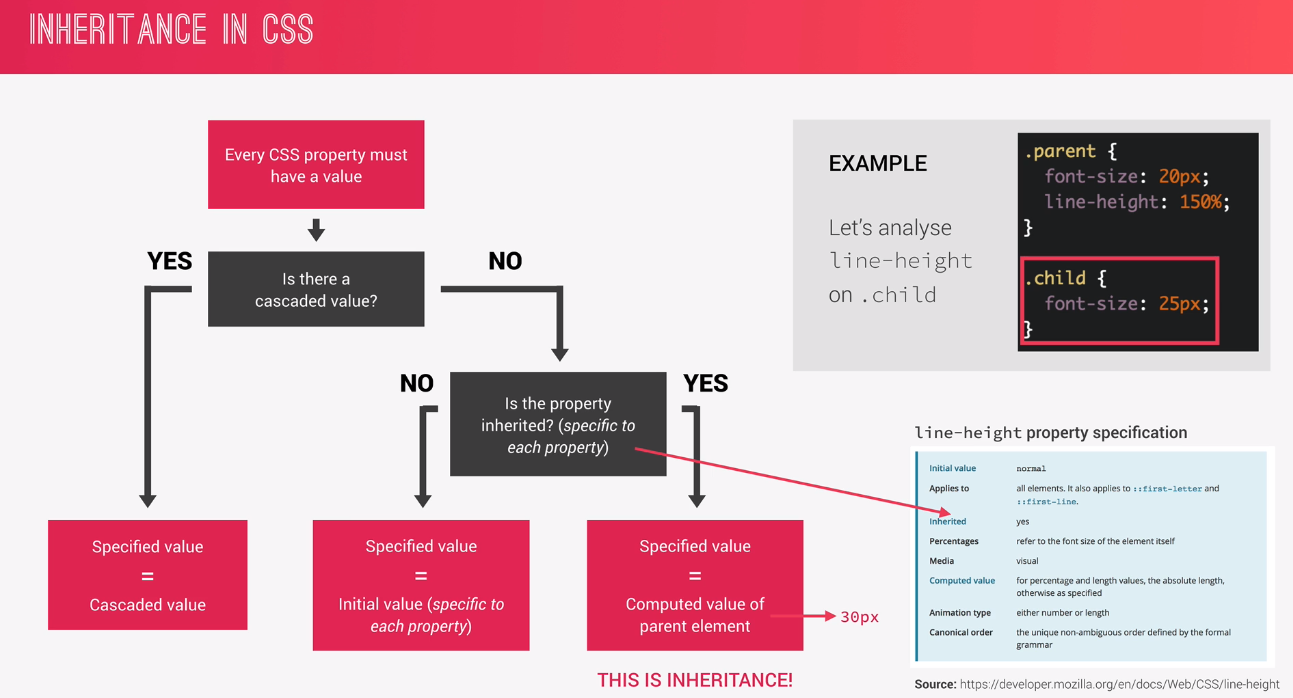 INHERITANCE IN CSS
Every CSS property must
have a value
YES
Is there a
cascaded value?
NO
NO
Is the property
inherited? (specific to
each property)
YES
Specified value
=
Cascaded value
Specified value
=
Initial value (specific to
each property)
Specified value
=
Computed value of
parent element
30px
THIS IS INHERITANCE!
EXAMPLE
Let's analyse
line-height
on .child
.parent {
font-size: 20px;
line-height: 150%;
}
.child {
font-size: 25px;
}
line-height property specification
Initial value normal
Applies to all elements. It also applies to ::first-letter and
::first-line.
Inherited yes
Percentages refer to the font size of the element itself
Media visual
Computed value for percentage and length values, the absolute length,
otherwise as specified
Animation type either number or length
Canonical order the unique non-ambiguous order defined by the formal
grammar
Source: https://developer.mozilla.org/en/docs/Web/CSS/line-height